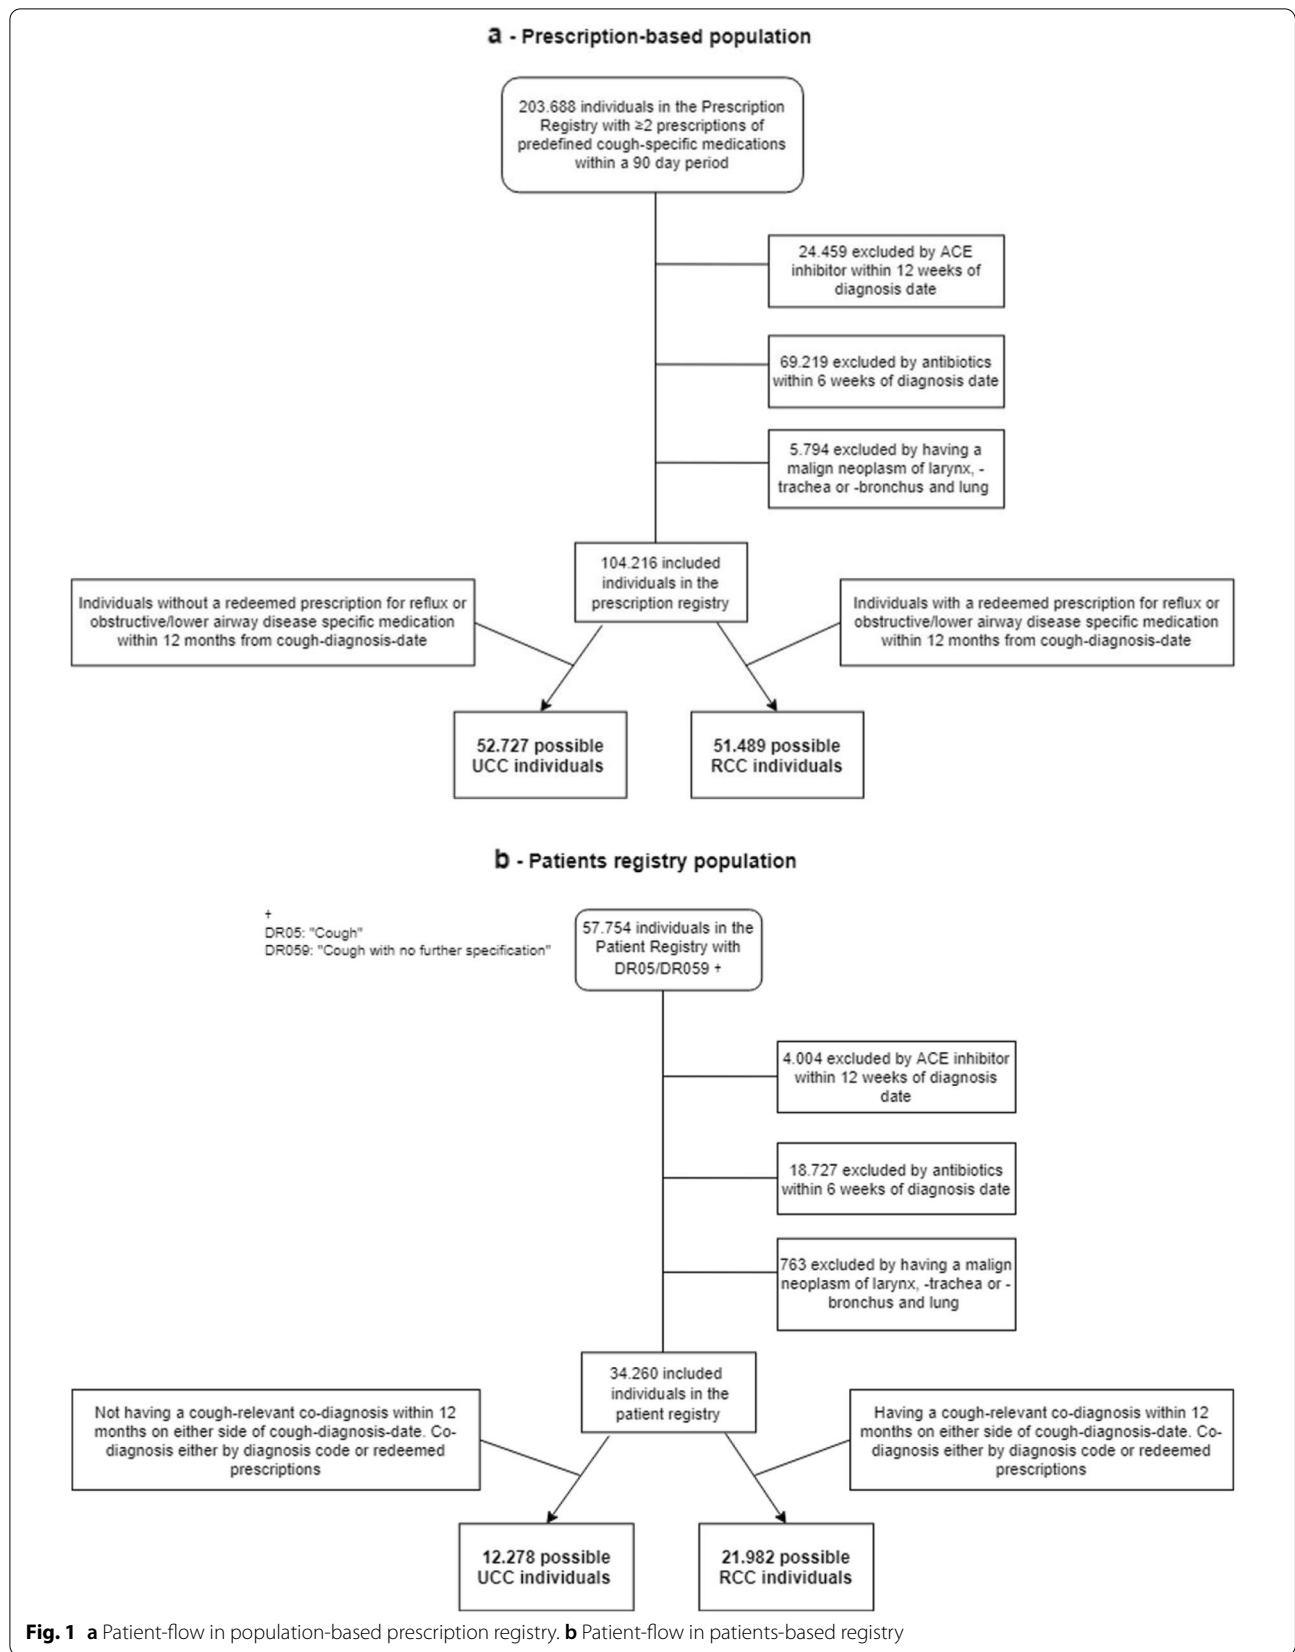 a - Prescription-based population
203.688 individuals in the Prescription
Registry with ≥2 prescriptions of
predefined cough-specific medications
within a 90 day period
24.459 excluded by ACE
inhibitor within 12 weeks of
diagnosis date
69.219 excluded by antibiotics
within 6 weeks of diagnosis date
5.794 excluded by having a
malign neoplasm of larynx, -
trachea or -bronchus and lung
104.216 included
individuals in the
prescription registry
Individuals without a redeemed prescription for reflux or
obstructive/lower airway disease specific medication
within 12 months from cough-diagnosis-date
Individuals with a redeemed prescription for reflux or
obstructive/lower airway disease specific medication
within 12 months from cough-diagnosis-date
52.727 possible
UCC individuals
51.489 possible
RCC individuals
b - Patients registry population
+
DR05: "Cough"
DR059: "Cough with no further specification"
57.754 individuals in the
Patient Registry with
DR05/DR059 +
4.004 excluded by ACE inhibitor
within 12 weeks of diagnosis
date
18.727 excluded by antibiotics
within 6 weeks of diagnosis date
763 excluded by having a malign
neoplasm of larynx, -trachea or -
bronchus and lung
34.260 included
individuals in the
patient registry
Not having a cough-relevant co-diagnosis within 12
months on either side of cough-diagnosis-date. Co-
diagnosis either by diagnosis code or redeemed
prescriptions
Having a cough-relevant co-diagnosis within 12
months on either side of cough-diagnosis-date. Co-
diagnosis either by diagnosis code or redeemed
prescriptions
12.278 possible
UCC individuals
21.982 possible
RCC individuals
Fig. 1 a Patient-flow in population-based prescription registry. b Patient-flow in patients-based registry